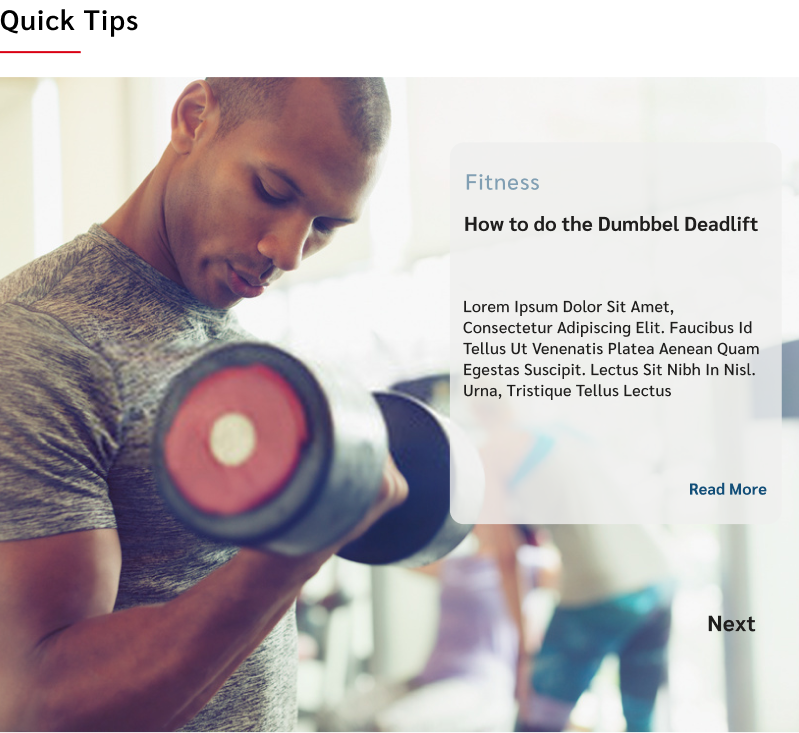 Quick Tips
Fitness
How to do the Dumbbel Deadlift
Lorem Ipsum Dolor Sit Amet,
Consectetur Adipiscing Elit. Faucibus Id
Tellus Ut Venenatis Platea Aenean Quam
Egestas Suscipit. Lectus Sit Nibh In Nisl.
Urna, Tristique Tellus Lectus
Read More
Next